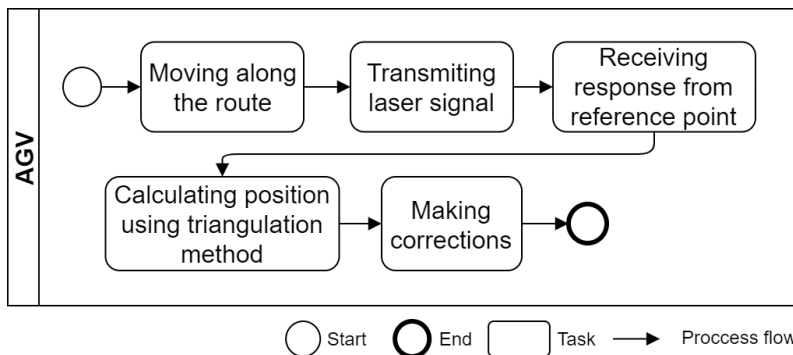 AGV
Moving along
the route
Transmiting
laser signal
Receiving
response from
reference point
Calculating position
using triangulation
method
Making
corrections
Start
End
Task
Proccess flow